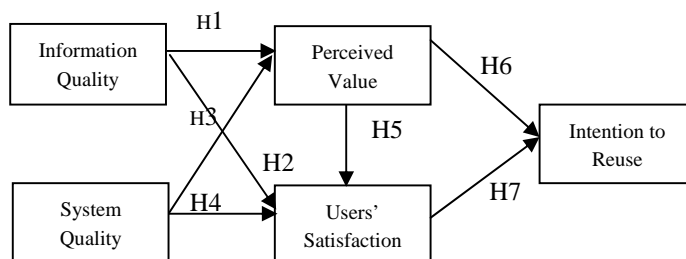 H1
Information
Quality
Perceived
Value
H6
H3
H5
Intention to
Reuse
H2
H7
System
Quality
H4
Users’
Satisfaction